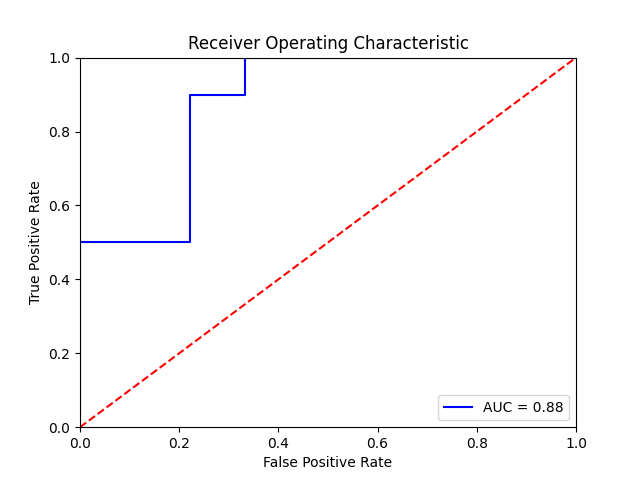 Receiver Operating Characteristic
1.0
0.8
0.6
0.4
0.2
0.0
True Positive Rate
AUC = 0.88
0.0 0.2 0.4 0.6 0.8 1.0
False Positive Rate